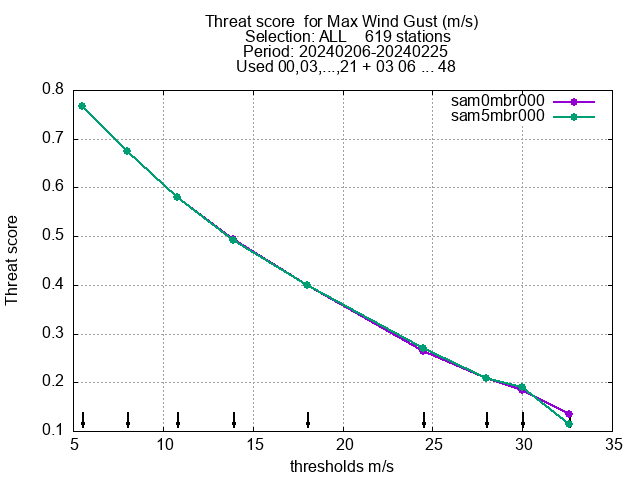 Threat score  for Max Wind Gust (m/s)
Selection: ALL    619 stations
Period: 20240206-20240225
Used 00,03,...,21 + 03 06 ... 48
sam0mbr000
sam5mbr000
0.8
0.7
0.6
0.5
0.4
0.3
0.2
0.1
Threat score
5 10 15 20 25 30 35
thresholds m/s